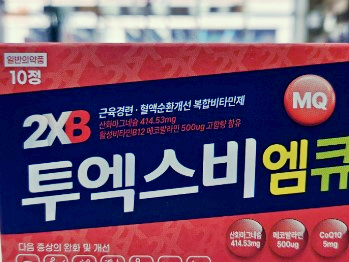 일반의약품
10정
MQ
2XB
근육경련 · 혈액순환개선 복합비타민제
산화마그네슘 414.53mg
활성비타민B12 메코발라민 500ug 고함량 함유
투엑스비엠큐
산화마그네슘
414.53mg
메코발라민
500ug
CoQ10
5mg
다음 증상의 완화 및 개선